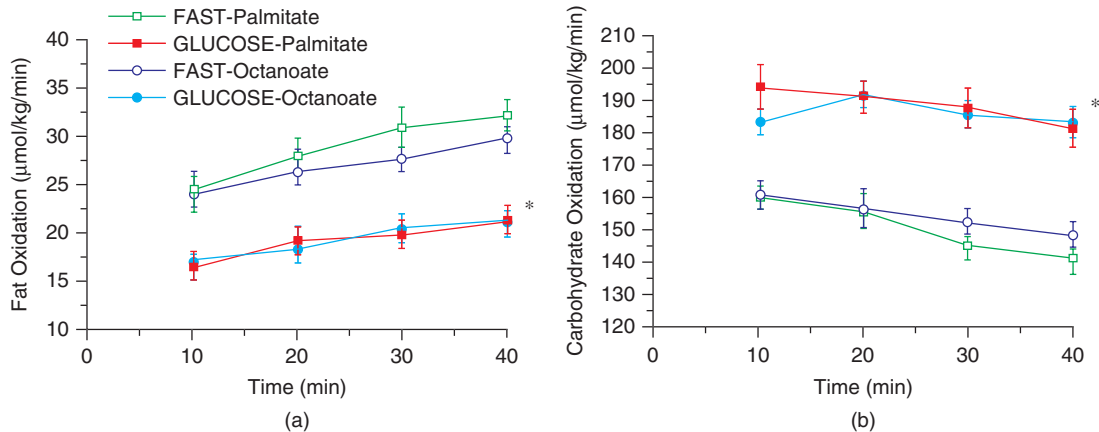 FAST-Palmitate
GLUCOSE-Palmitate
FAST-Octanoate
GLUCOSE-Octanoate
Fat Oxidation (μmol/kg/min)
40
35
30
25
20
15
10
*
0 10 20 30 40
Time (min)
(a)
Carbohydrate Oxidation (μmol/kg/min)
210
200
190
180
170
160
150
140
130
120
*
0 10 20 30 40
Time (min)
(b)